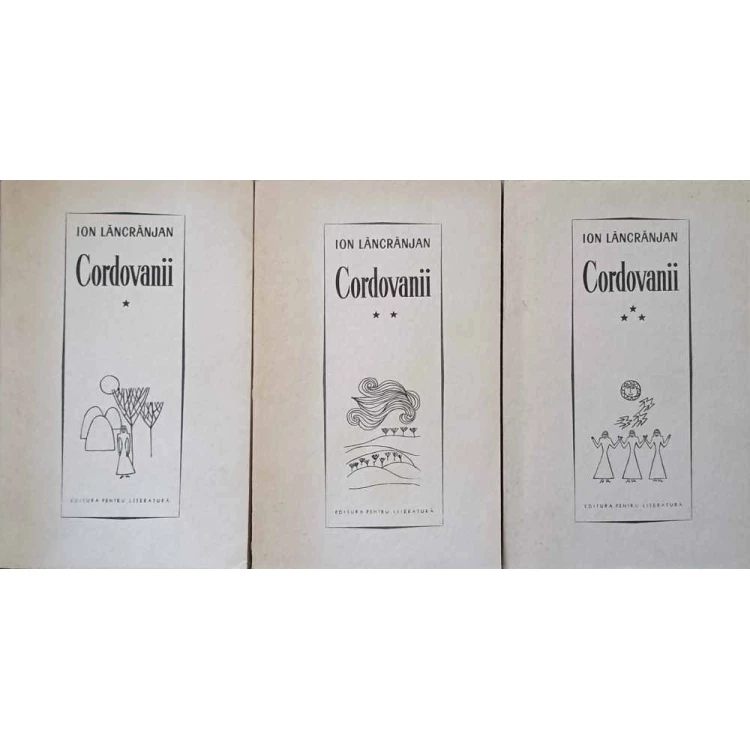 ION LĂNCRĂNJAN
Cordovanii
★
EDITURA PENTRU LITERATURĂ
ION LĂNCRĂNJAN
Cordovanii
★ ★
EDITURA PENTRU LITERATURĂ
ION LĂNCRĂNJAN
Cordovanii
★ ★ ★
EDITURA PENTRU LITERATURĂ